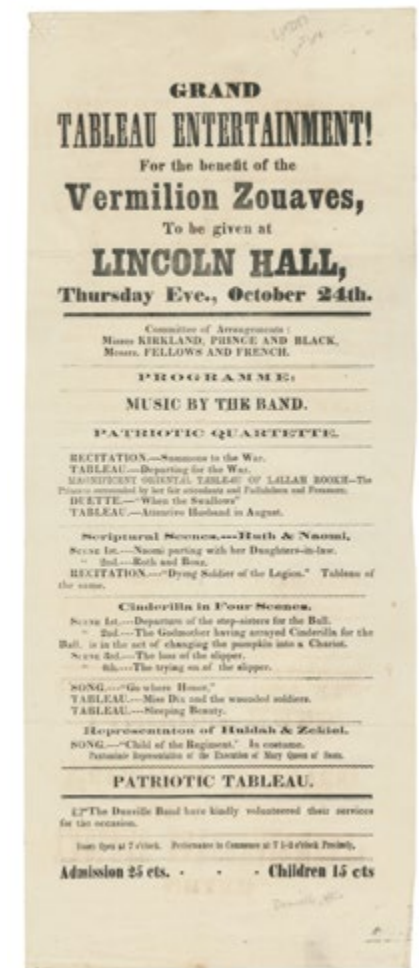 GRAND
TABLEAU ENTERTAINMENT!
For the benefit of the
Vermilion Zouaves,
To be given at
LINCOLN HALL,
Thursday Eve., October 24th.
Committee of Arrangements:
Misses KIRKLAND, PRINCE AND BLACK,
Messrs. FELLOWS AND FRENCH.
PROGRAMME:
MUSIC BY THE BAND.
PATRIOTIC QUARTETTE.
RECITATION.—Summons to the War.
TABLEAU.—Departing for the War.
MAGNIFICENT ORIENTAL TABLEAU OF LALLAH ROOKH—The
Princess surrounded by her fair attendants and Fadladeen and Feramorz.
DUETTE.—"When the Swallows"
TABLEAU.—Attentive Husband in August.
Scriptural Scenes.—Ruth & Naomi.
SCENE 1st.—Naomi parting with her Daughters-in-law.
" 2nd.—Ruth and Boaz.
RECITATION.—"Dying Soldier of the Legion." Tableau of
the same.
Cinderilla in Four Scenes.
SCENE 1st.—Departure of the step-sisters for the Ball.
" 2nd.—The Godmother having arrayed Cinderilla for the
Ball, is in the act of changing the pumpkin into a Chariot.
SCENE 3rd.—The loss of the slipper.
" 4th.—The trying on of the slipper.
SONG.—"Go where Honor,"
TABLEAU.—Miss Dix and the wounded soldiers.
TABLEAU.—Sleeping Beauty.
Representaton of Huldah & Zekiel.
SONG.—"Child of the Regiment." In costume.
Pantomimic Representation of the Execution of Mary Queen of Scots.
PATRIOTIC TABLEAU.
The Danville Band have kindly volunteered their services
for the occasion.
Doors Open at 7 o'clock. Performance to Commence at 7 1-2 o'clock Precisely.
Admission 25 cts. - - - Children 15 cts